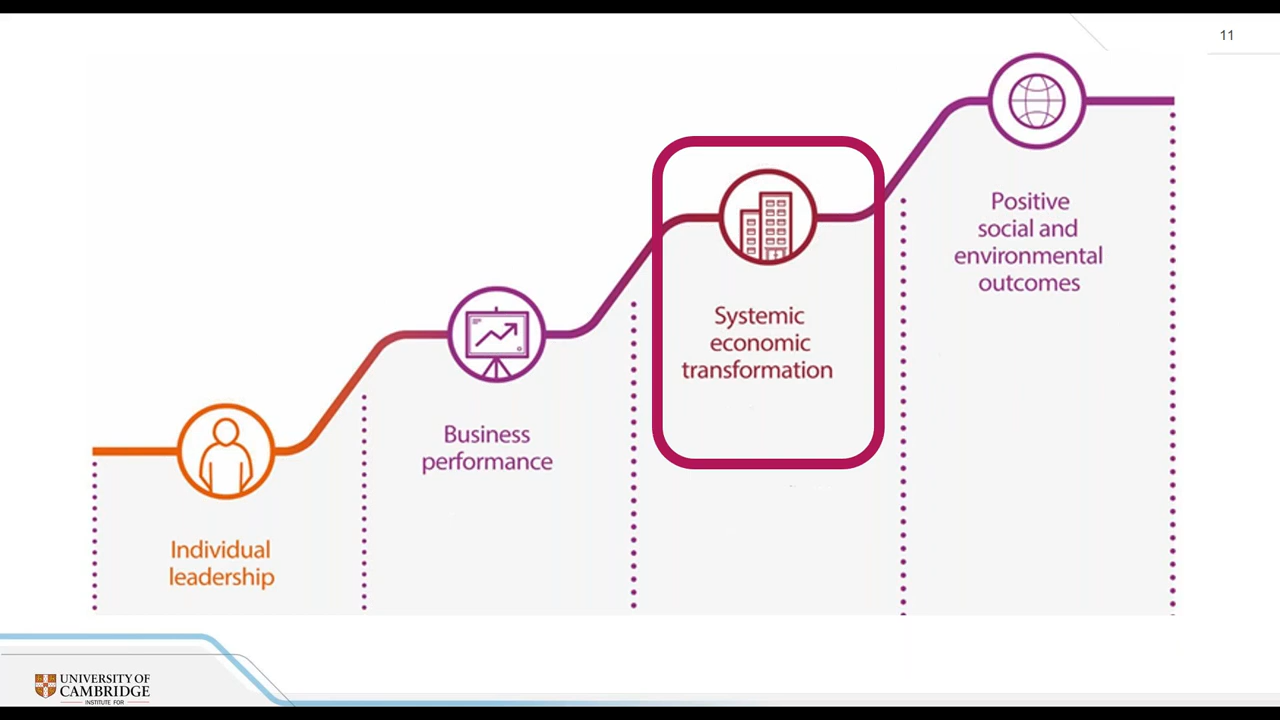 11
Positive
social and
environmental
outcomes
Systemic
economic
transformation
Business
performance
Individual
leadership
UNIVERSITY OF
CAMBRIDGE
INSTITUTE FOR